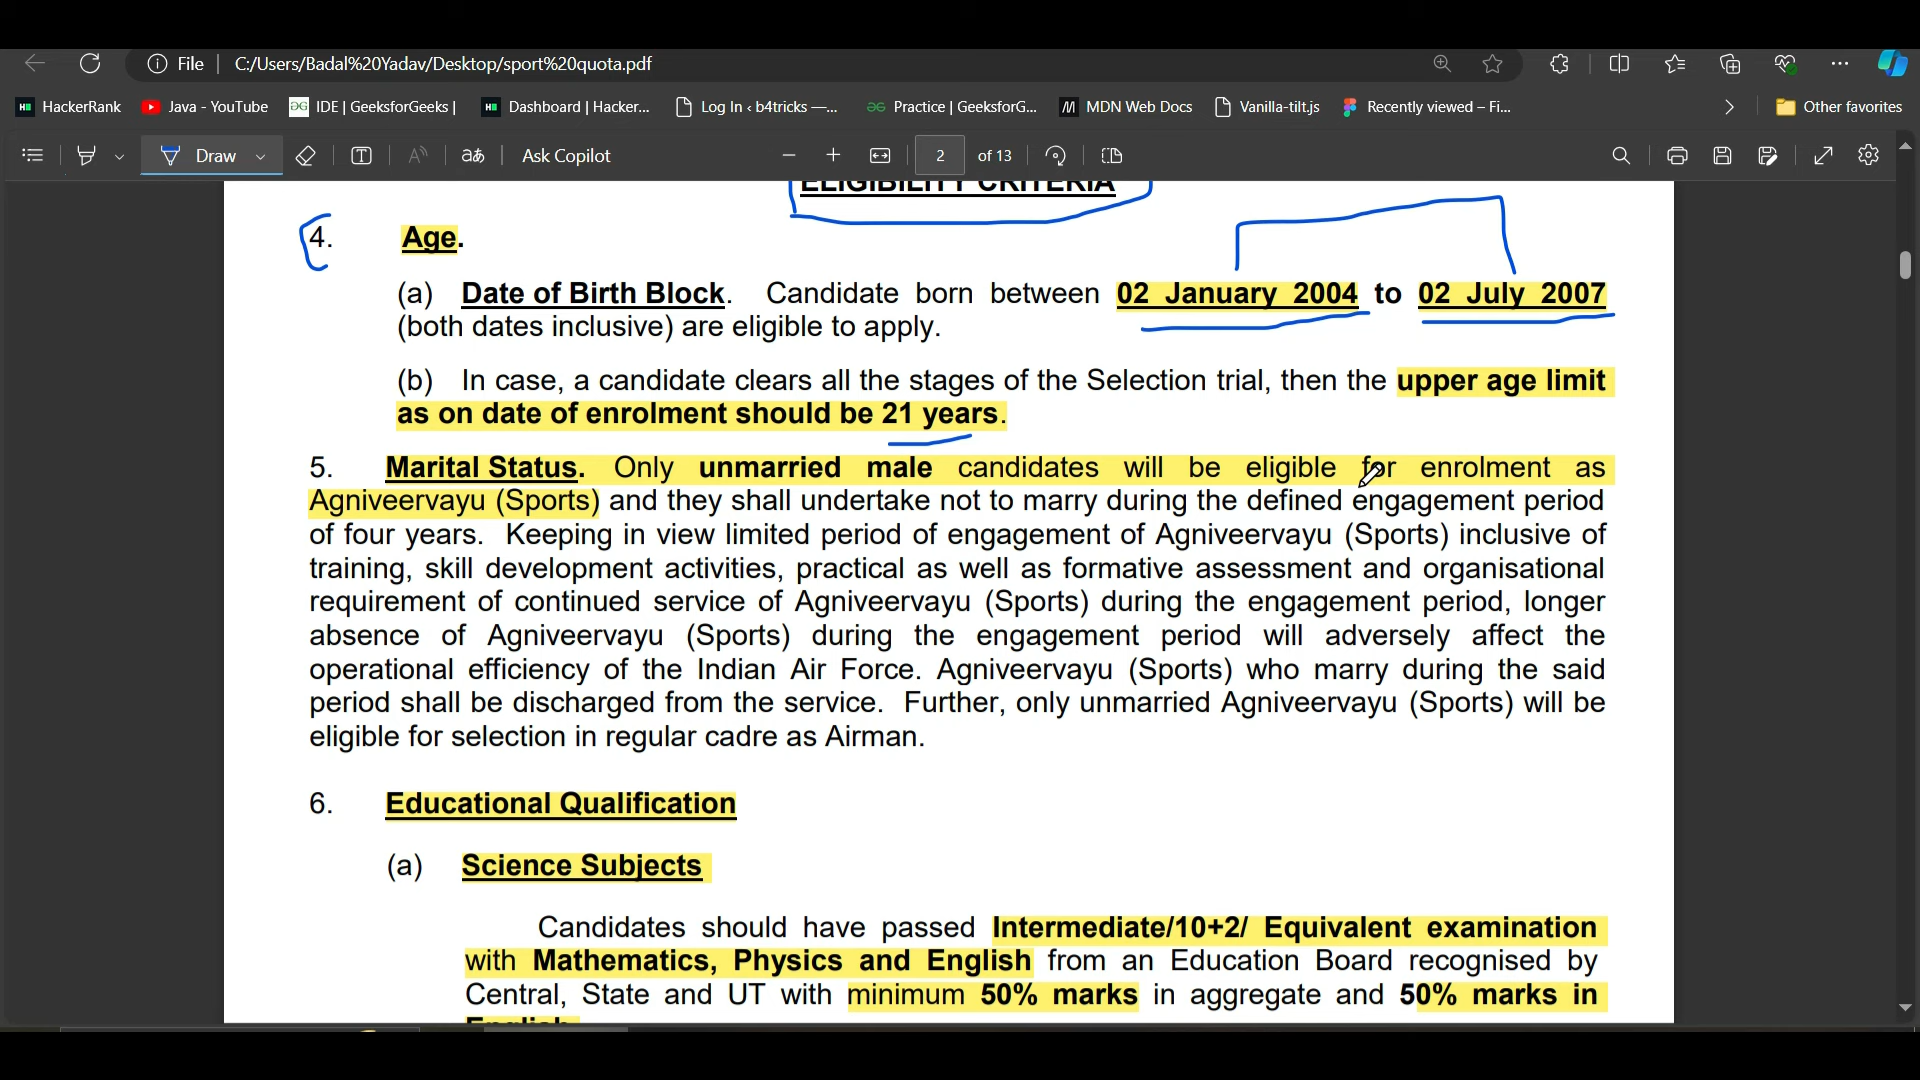 File C:/Users/Badal%20Yadav/Desktop/sport%20quota.pdf
HackerRank Java - YouTube IDE | GeeksforGeeks | Dashboard | Hacker... Log In ‹ b4tricks —... Practice | GeeksforG... MDN Web Docs Vanilla-tilt.js Recently viewed – Fi... Other favorites
Draw Ask Copilot 2 of 13
ELIGIBILITY CRITERIA
4. Age.
(a) Date of Birth Block. Candidate born between 02 January 2004 to 02 July 2007
(both dates inclusive) are eligible to apply.
(b) In case, a candidate clears all the stages of the Selection trial, then the upper age limit
as on date of enrolment should be 21 years.
5. Marital Status. Only unmarried male candidates will be eligible for enrolment as
Agniveervayu (Sports) and they shall undertake not to marry during the defined engagement period
of four years. Keeping in view limited period of engagement of Agniveervayu (Sports) inclusive of
training, skill development activities, practical as well as formative assessment and organisational
requirement of continued service of Agniveervayu (Sports) during the engagement period, longer
absence of Agniveervayu (Sports) during the engagement period will adversely affect the
operational efficiency of the Indian Air Force. Agniveervayu (Sports) who marry during the said
period shall be discharged from the service. Further, only unmarried Agniveervayu (Sports) will be
eligible for selection in regular cadre as Airman.
6. Educational Qualification
(a) Science Subjects
Candidates should have passed Intermediate/10+2/ Equivalent examination
with Mathematics, Physics and English from an Education Board recognised by
Central, State and UT with minimum 50% marks in aggregate and 50% marks in
English.